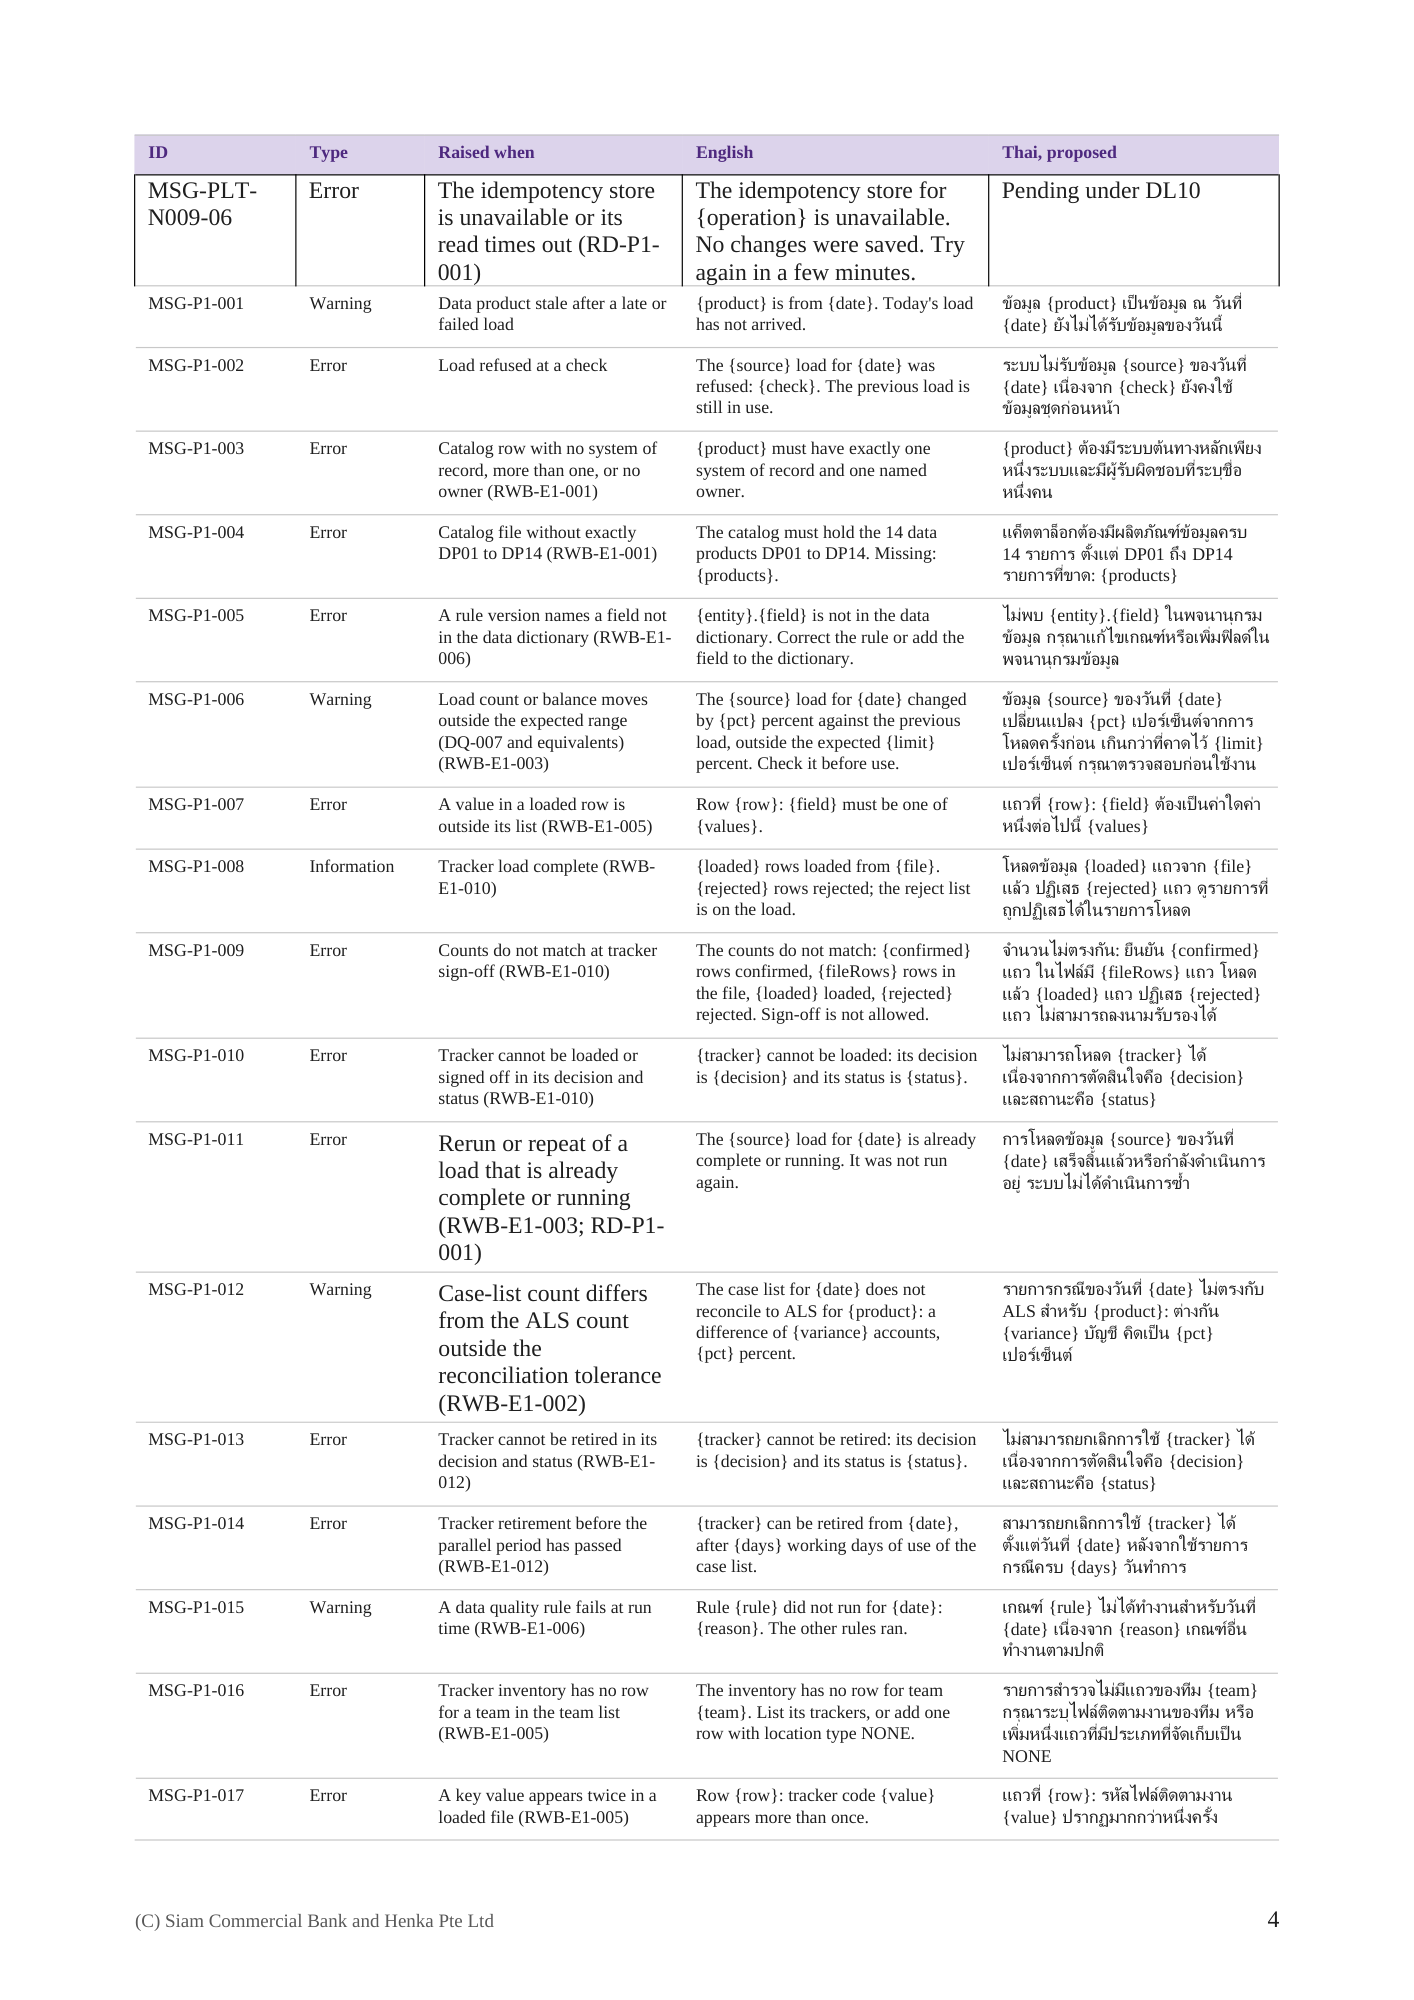 ID Type Raised when English Thai, proposed
MSG-PLT- Error The idempotency store The idempotency store for Pending under DL10
N009-06 is unavailable or its {operation} is unavailable.
read times out (RD-P1- No changes were saved. Try
001) again in a few minutes.
MSG-P1-001 Warning Data product stale after a late or {product} is from {date}. Today's load ข้อมูล {product} เป็นข้อมูล ณ วันที่
failed load has not arrived. {date} ยังไม่ได้รับข้อมูลของวันนี้
MSG-P1-002 Error Load refused at a check The {source} load for {date} was ระบบไม่รับข้อมูล {source} ของวันที่
refused: {check}. The previous load is {date} เนื่องจาก {check} ยังคงใช้
still in use. ข้อมูลชุดก่อนหน้า
MSG-P1-003 Error Catalog row with no system of {product} must have exactly one {product} ต้องมีระบบต้นทางหลักเพียง
record, more than one, or no system of record and one named หนึ่งระบบและมีผู้รับผิดชอบที่ระบุชื่อ
owner (RWB-E1-001) owner. หนึ่งคน
MSG-P1-004 Error Catalog file without exactly The catalog must hold the 14 data แค็ตตาล็อกต้องมีผลิตภัณฑ์ข้อมูลครบ
DP01 to DP14 (RWB-E1-001) products DP01 to DP14. Missing: 14 รายการ ตั้งแต่ DP01 ถึง DP14
{products}. รายการที่ขาด: {products}
MSG-P1-005 Error A rule version names a field not {entity}.{field} is not in the data ไม่พบ {entity}.{field} ในพจนานุกรม
in the data dictionary (RWB-E1- dictionary. Correct the rule or add the ข้อมูล กรุณาแก้ไขเกณฑ์หรือเพิ่มฟิลด์ใน
006) field to the dictionary. พจนานุกรมข้อมูล
MSG-P1-006 Warning Load count or balance moves The {source} load for {date} changed ข้อมูล {source} ของวันที่ {date}
outside the expected range by {pct} percent against the previous เปลี่ยนแปลง {pct} เปอร์เซ็นต์จากการ
(DQ-007 and equivalents) load, outside the expected {limit} โหลดครั้งก่อน เกินกว่าที่คาดไว้ {limit}
(RWB-E1-003) percent. Check it before use. เปอร์เซ็นต์ กรุณาตรวจสอบก่อนใช้งาน
MSG-P1-007 Error A value in a loaded row is Row {row}: {field} must be one of แถวที่ {row}: {field} ต้องเป็นค่าใดค่า
outside its list (RWB-E1-005) {values}. หนึ่งต่อไปนี้ {values}
MSG-P1-008 Information Tracker load complete (RWB- {loaded} rows loaded from {file}. โหลดข้อมูล {loaded} แถวจาก {file}
E1-010) {rejected} rows rejected; the reject list แล้ว ปฏิเสธ {rejected} แถว ดูรายการที่
is on the load. ถูกปฏิเสธได้ในรายการโหลด
MSG-P1-009 Error Counts do not match at tracker The counts do not match: {confirmed} จำนวนไม่ตรงกัน: ยืนยัน {confirmed}
sign-off (RWB-E1-010) rows confirmed, {fileRows} rows in แถว ในไฟล์มี {fileRows} แถว โหลด
the file, {loaded} loaded, {rejected} แล้ว {loaded} แถว ปฏิเสธ {rejected}
rejected. Sign-off is not allowed. แถว ไม่สามารถลงนามรับรองได้
MSG-P1-010 Error Tracker cannot be loaded or {tracker} cannot be loaded: its decision ไม่สามารถโหลด {tracker} ได้
signed off in its decision and is {decision} and its status is {status}. เนื่องจากการตัดสินใจคือ {decision}
status (RWB-E1-010) และสถานะคือ {status}
MSG-P1-011 Error Rerun or repeat of a The {source} load for {date} is already การโหลดข้อมูล {source} ของวันที่
load that is already complete or running. It was not run {date} เสร็จสิ้นแล้วหรือกำลังดำเนินการ
complete or running again. อยู่ ระบบไม่ได้ดำเนินการซ้ำ
(RWB-E1-003; RD-P1-
001)
MSG-P1-012 Warning Case-list count differs The case list for {date} does not รายการกรณีของวันที่ {date} ไม่ตรงกับ
from the ALS count reconcile to ALS for {product}: a ALS สำหรับ {product}: ต่างกัน
outside the difference of {variance} accounts, {variance} บัญชี คิดเป็น {pct}
reconciliation tolerance {pct} percent. เปอร์เซ็นต์
(RWB-E1-002)
MSG-P1-013 Error Tracker cannot be retired in its {tracker} cannot be retired: its decision ไม่สามารถยกเลิกการใช้ {tracker} ได้
decision and status (RWB-E1- is {decision} and its status is {status}. เนื่องจากการตัดสินใจคือ {decision}
012) และสถานะคือ {status}
MSG-P1-014 Error Tracker retirement before the {tracker} can be retired from {date}, สามารถยกเลิกการใช้ {tracker} ได้
parallel period has passed after {days} working days of use of the ตั้งแต่วันที่ {date} หลังจากใช้รายการ
(RWB-E1-012) case list. กรณีครบ {days} วันทำการ
MSG-P1-015 Warning A data quality rule fails at run Rule {rule} did not run for {date}: เกณฑ์ {rule} ไม่ได้ทำงานสำหรับวันที่
time (RWB-E1-006) {reason}. The other rules ran. {date} เนื่องจาก {reason} เกณฑ์อื่น
ทำงานตามปกติ
MSG-P1-016 Error Tracker inventory has no row The inventory has no row for team รายการสำรวจไม่มีแถวของทีม {team}
for a team in the team list {team}. List its trackers, or add one กรุณาระบุไฟล์ติดตามงานของทีม หรือ
(RWB-E1-005) row with location type NONE. เพิ่มหนึ่งแถวที่มีประเภทที่จัดเก็บเป็น
NONE
MSG-P1-017 Error A key value appears twice in a Row {row}: tracker code {value} แถวที่ {row}: รหัสไฟล์ติดตามงาน
loaded file (RWB-E1-005) appears more than once. {value} ปรากฏมากกว่าหนึ่งครั้ง
(C) Siam Commercial Bank and Henka Pte Ltd 4